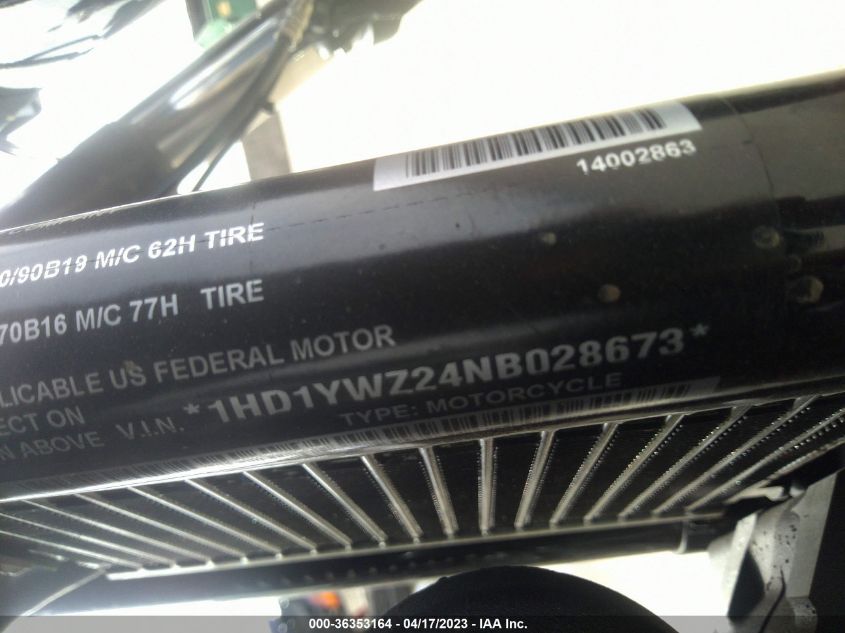 14002863
0/90B19 M/C 62H TIRE
70B16 M/C 77H TIRE
LICABLE US FEDERAL MOTOR
ECT ON
N ABOVE V.I.N. *1HD1YWZ24NB028673*
TYPE: MOTORCYCLE
000-36353164 - 04/17/2023 - IAA Inc.